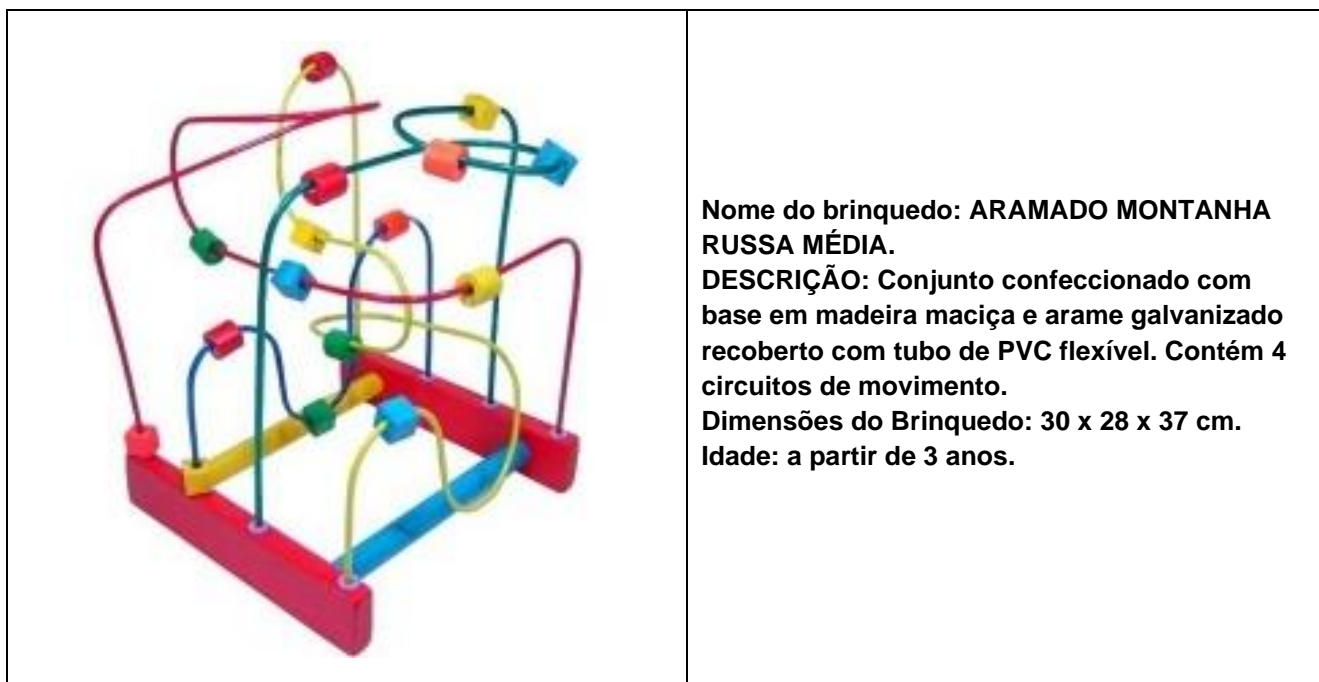 Nome do brinquedo: ARAMADO MONTANHA
RUSSA MÉDIA.
DESCRIÇÃO: Conjunto confeccionado com
base em madeira maciça e arame galvanizado
recoberto com tubo de PVC flexível. Contém 4
circuitos de movimento.
Dimensões do Brinquedo: 30 x 28 x 37 cm.
Idade: a partir de 3 anos.